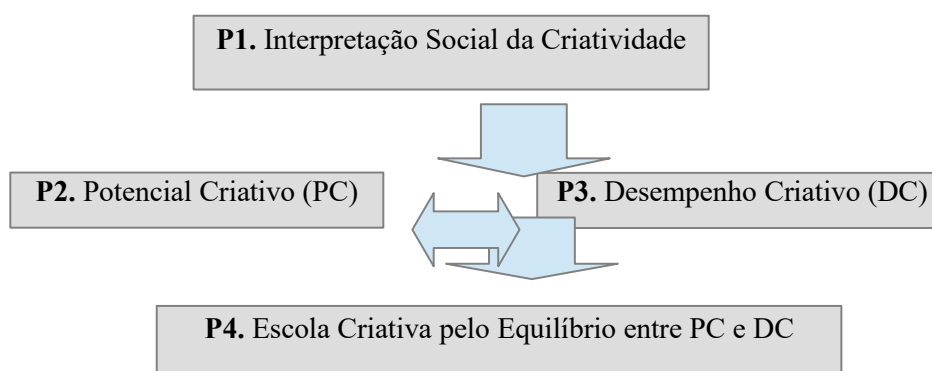 P1. Interpretação Social da Criatividade
P2. Potencial Criativo (PC)
P3. Desempenho Criativo (DC)
P4. Escola Criativa pelo Equilíbrio entre PC e DC